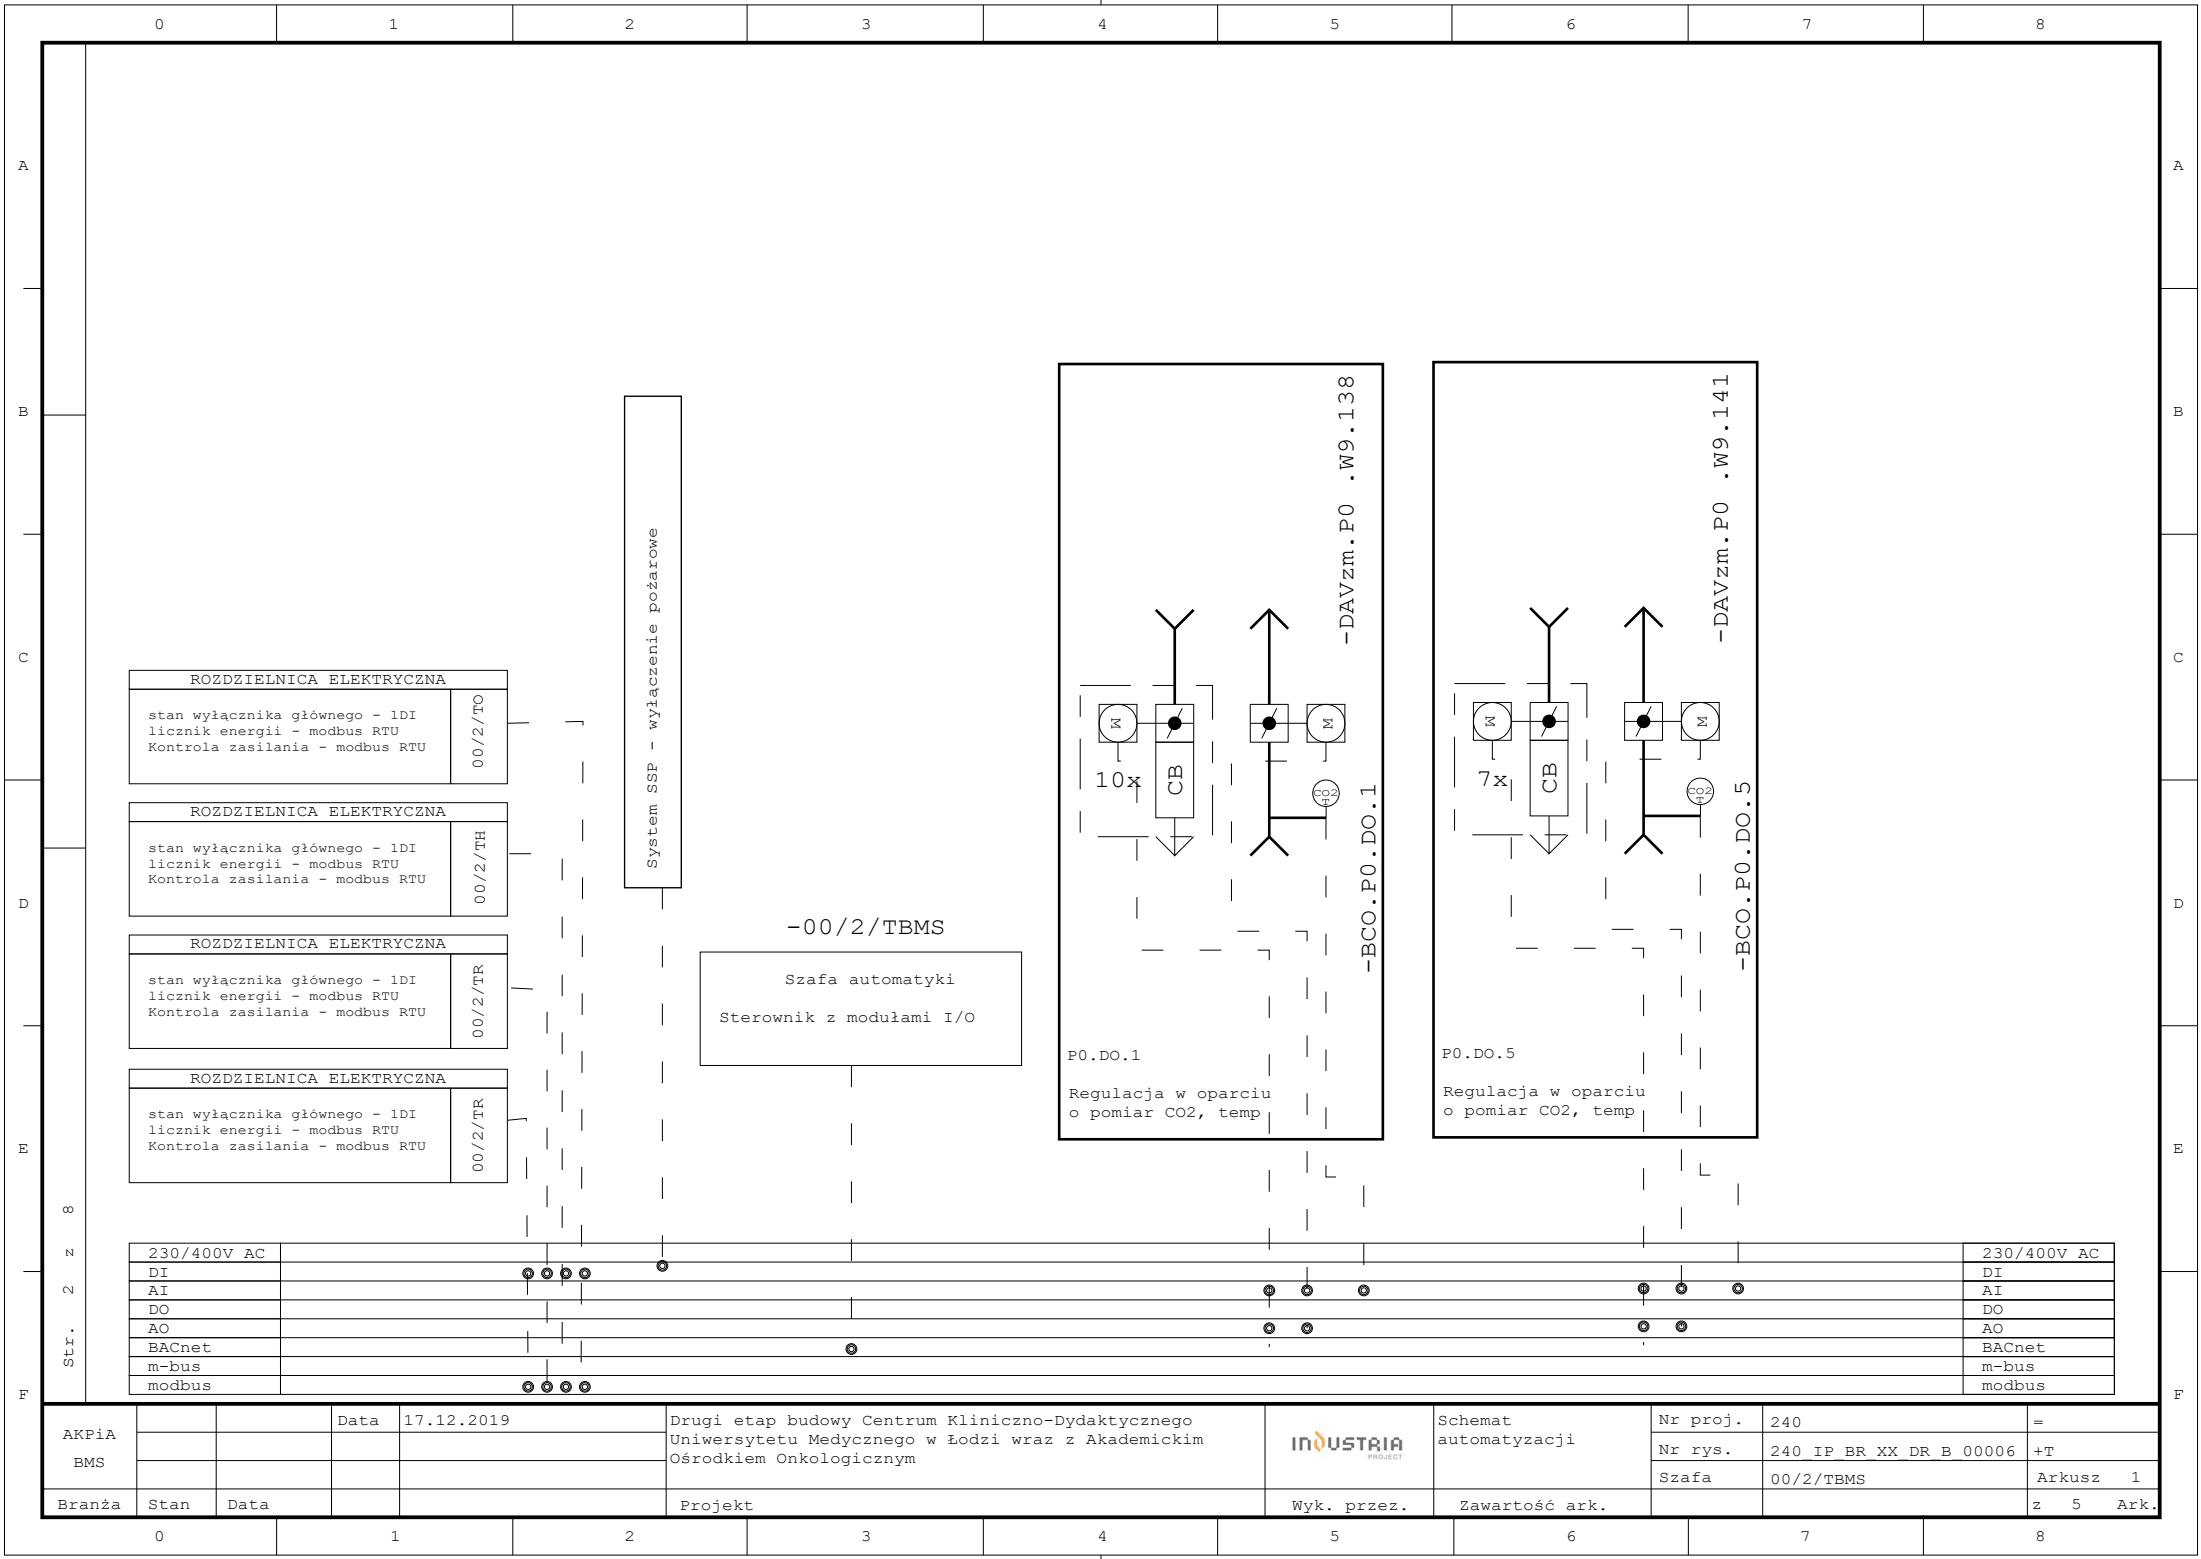 0 1 2 3 4 5 6 7 8
A A
B B
C C
D D
E E
F F
ROZDZIELNICA ELEKTRYCZNA
stan wyłącznika głównego - 1DI
licznik energii - modbus RTU
Kontrola zasilania - modbus RTU
00/2/TO
ROZDZIELNICA ELEKTRYCZNA
stan wyłącznika głównego - 1DI
licznik energii - modbus RTU
Kontrola zasilania - modbus RTU
00/2/TH
ROZDZIELNICA ELEKTRYCZNA
stan wyłącznika głównego - 1DI
licznik energii - modbus RTU
Kontrola zasilania - modbus RTU
00/2/TR
ROZDZIELNICA ELEKTRYCZNA
stan wyłącznika głównego - 1DI
licznik energii - modbus RTU
Kontrola zasilania - modbus RTU
00/2/TR
System SSP - wyłączenie pożarowe
-00/2/TBMS
Szafa automatyki
Sterownik z modułami I/O
-DAVzm.P0 .W9.138
M M
10x
CB
CO2
T
-BCO.P0.DO.1
P0.DO.1
Regulacja w oparciu
o pomiar CO2, temp
-DAVzm.P0 .W9.141
M M
7x
CB
CO2
T
-BCO.P0.DO.5
P0.DO.5
Regulacja w oparciu
o pomiar CO2, temp
Str. 2 z 8
230/400V AC 230/400V AC
DI DI
AI AI
DO DO
AO AO
BACnet BACnet
m-bus m-bus
modbus modbus
AKPiA
BMS
Branża Stan Data
Data 17.12.2019
Drugi etap budowy Centrum Kliniczno-Dydaktycznego
Uniwersytetu Medycznego w Łodzi wraz z Akademickim
Ośrodkiem Onkologicznym
Projekt
INDUSTRIA
PROJECT
Wyk. przez.
Schemat
automatyzacji
Zawartość ark.
Nr proj. 240 =
Nr rys. 240_IP_BR_XX_DR_B_00006 +T
Szafa 00/2/TBMS Arkusz 1
z 5 Ark.
0 1 2 3 4 5 6 7 8